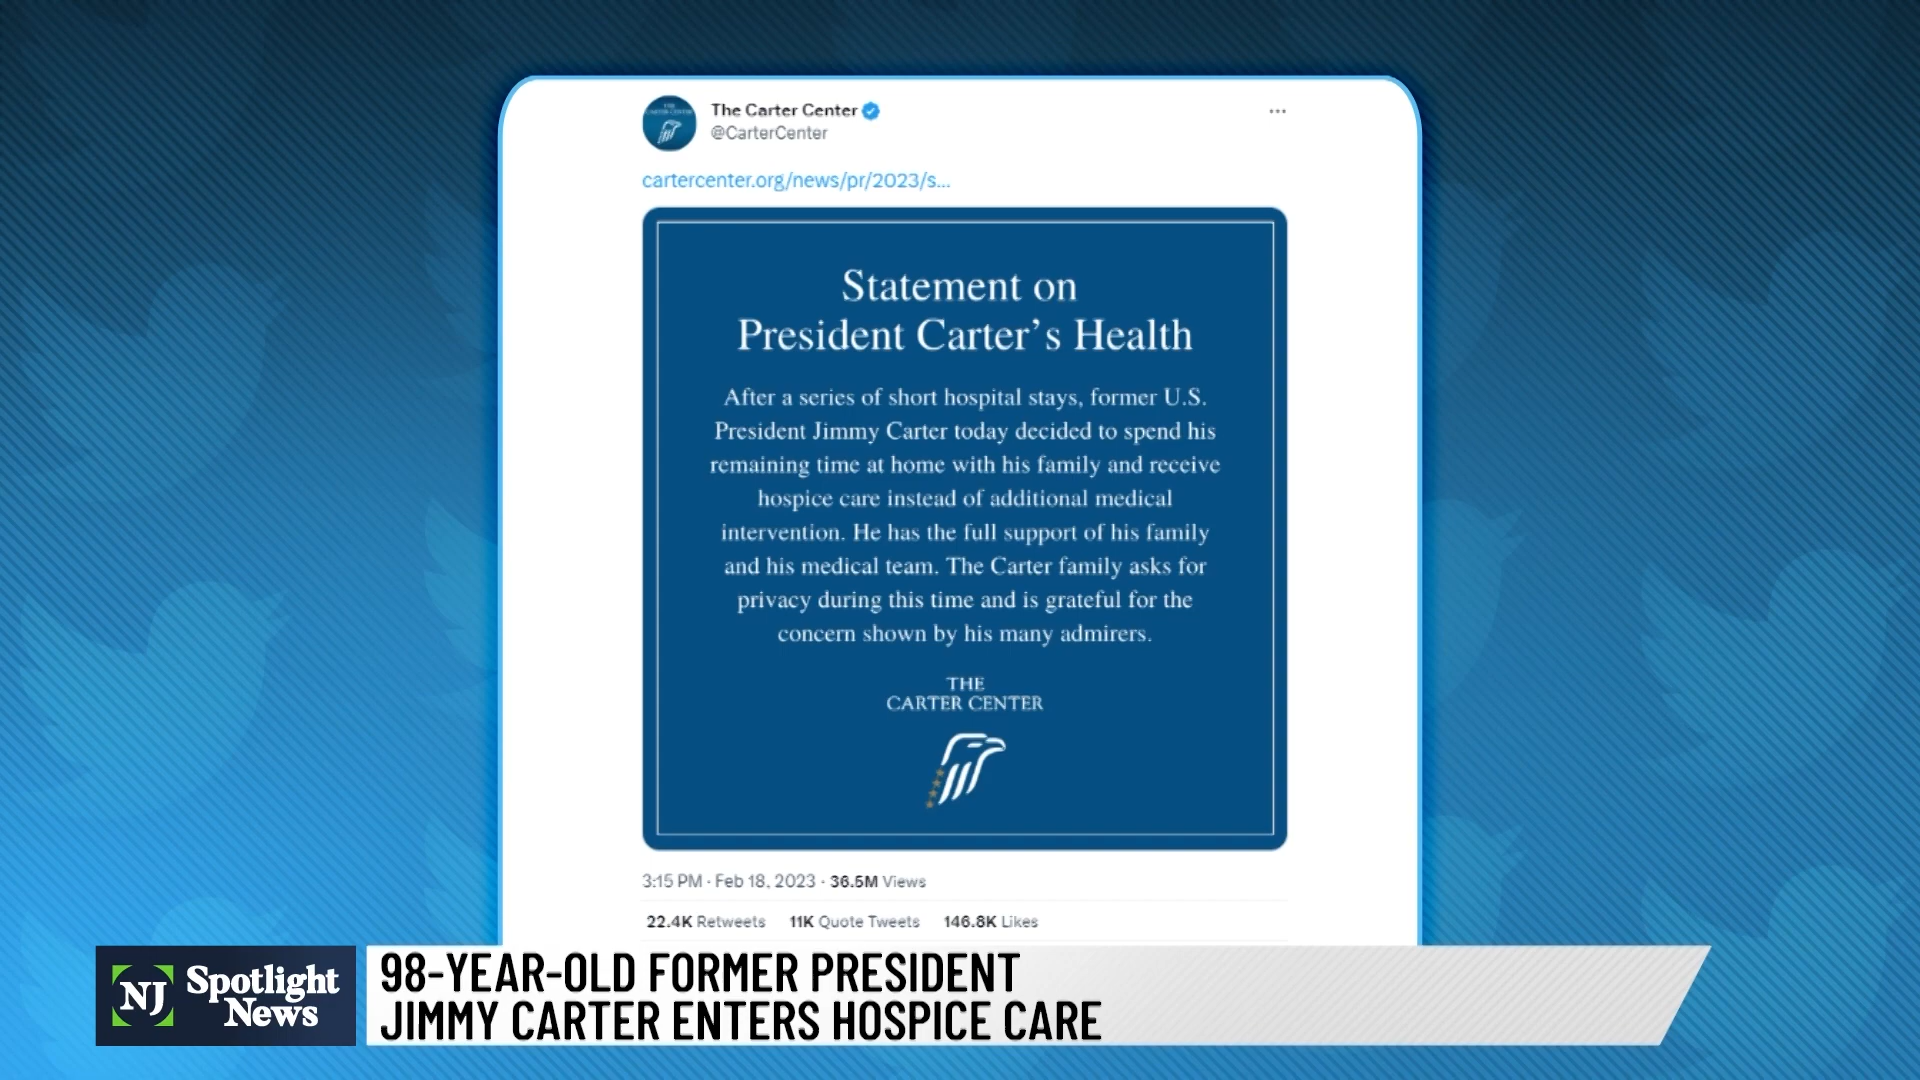 The Carter Center
@CarterCenter
cartercenter.org/news/pr/2023/s...
Statement on
President Carter's Health
After a series of short hospital stays, former U.S.
President Jimmy Carter today decided to spend his
remaining time at home with his family and receive
hospice care instead of additional medical
intervention. He has the full support of his family
and his medical team. The Carter family asks for
privacy during this time and is grateful for the
concern shown by his many admirers.
THE
CARTER CENTER
3:15 PM · Feb 18, 2023 · 36.5M Views
22.4K Retweets 11K Quote Tweets 146.8K Likes
NJ Spotlight
News
98-YEAR-OLD FORMER PRESIDENT
JIMMY CARTER ENTERS HOSPICE CARE